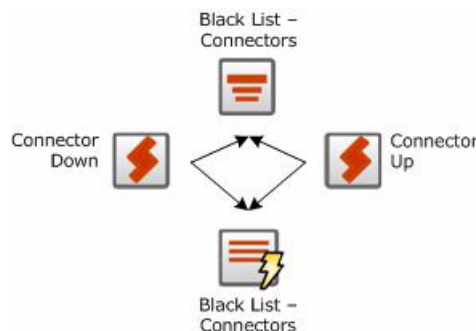 Black List –
Connectors
Connector
Down
Connector
Up
Black List –
Connectors